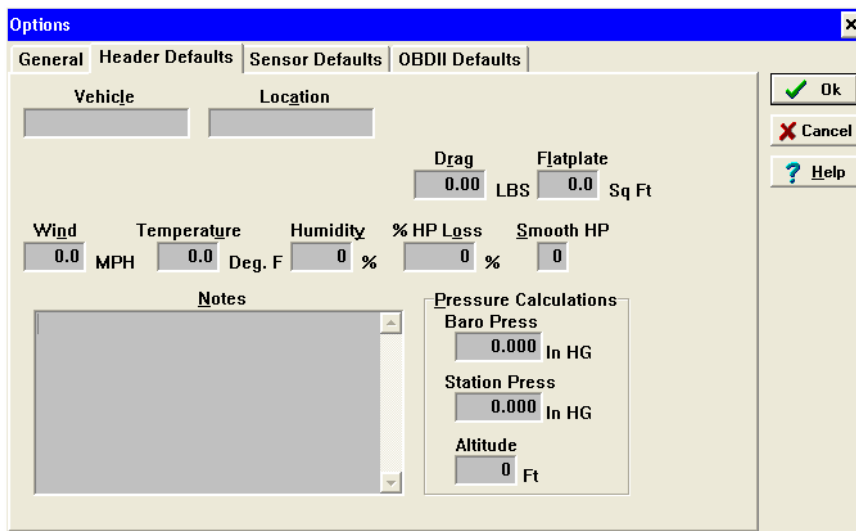 Options
General Header Defaults Sensor Defaults OBDII Defaults
Ok
Cancel
Help
Vehicle Location
Drag Flatplate
0.00 LBS 0.0 Sq Ft
Wind Temperature Humidity % HP Loss Smooth HP
0.0 MPH 0.0 Deg. F 0 % 0 % 0
Notes
Pressure Calculations
Baro Press
0.000 In HG
Station Press
0.000 In HG
Altitude
0 Ft